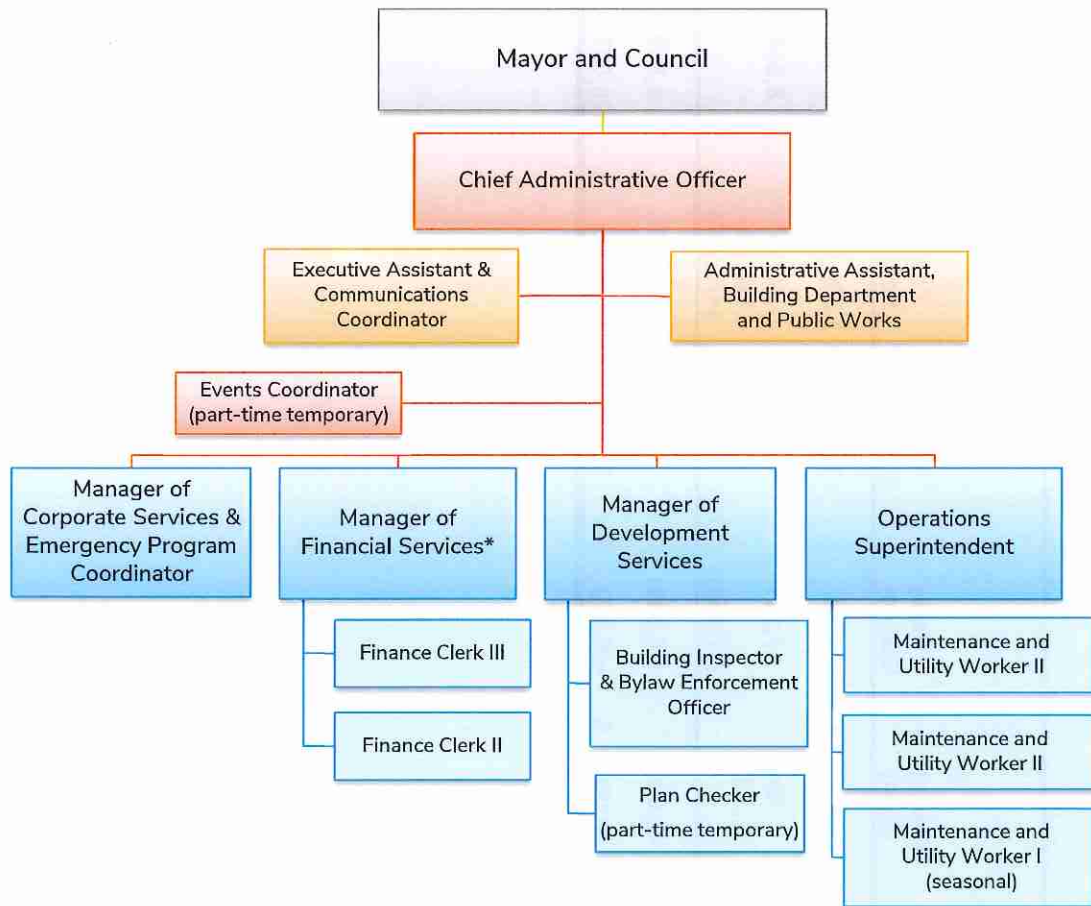 Mayor and Council
Chief Administrative Officer
Executive Assistant &
Communications
Coordinator
Administrative Assistant,
Building Department
and Public Works
Events Coordinator
(part-time temporary)
Manager of
Corporate Services &
Emergency Program
Coordinator
Manager of
Financial Services*
Manager of
Development
Services
Operations
Superintendent
Finance Clerk III
Finance Clerk II
Building Inspector
& Bylaw Enforcement
Officer
Plan Checker
(part-time temporary)
Maintenance and
Utility Worker II
Maintenance and
Utility Worker II
Maintenance and
Utility Worker I
(seasonal)